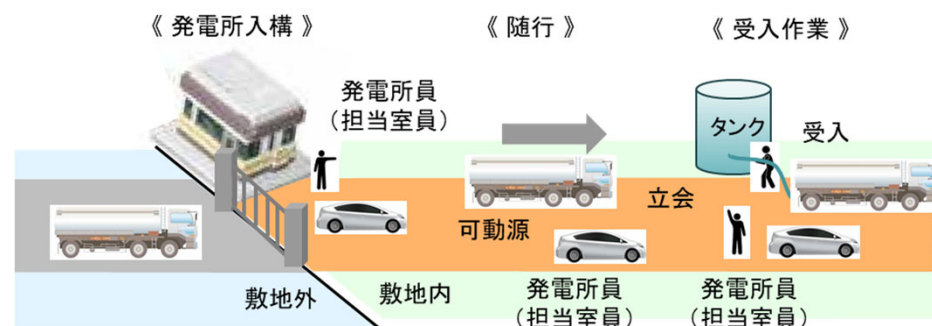 《 発電所入構 》
《 随行 》
《 受入作業 》
発電所員
(担当室員)
タンク
受入
立会
可動源
敷地外
敷地内
発電所員
(担当室員)
発電所員
(担当室員)